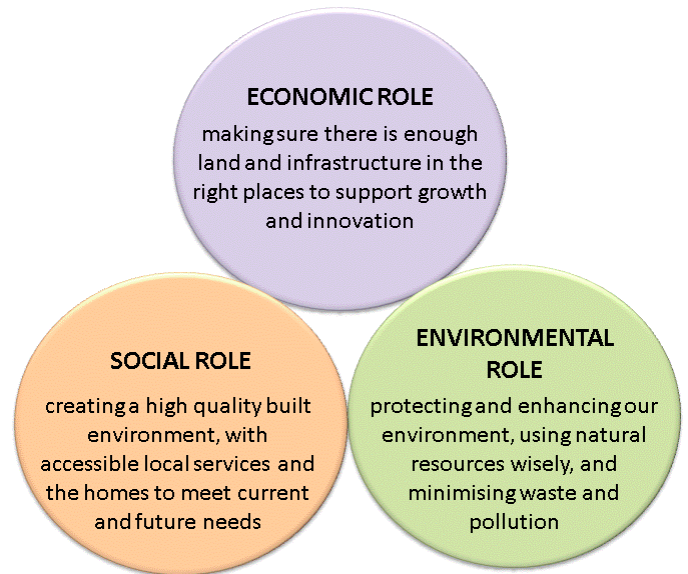 ECONOMIC ROLE
making sure there is enough
land and infrastructure in the
right places to support growth
and innovation
SOCIAL ROLE
creating a high quality built
environment, with
accessible local services and
the homes to meet current
and future needs
ENVIRONMENTAL
ROLE
protecting and enhancing our
environment, using natural
resources wisely, and
minimising waste and
pollution